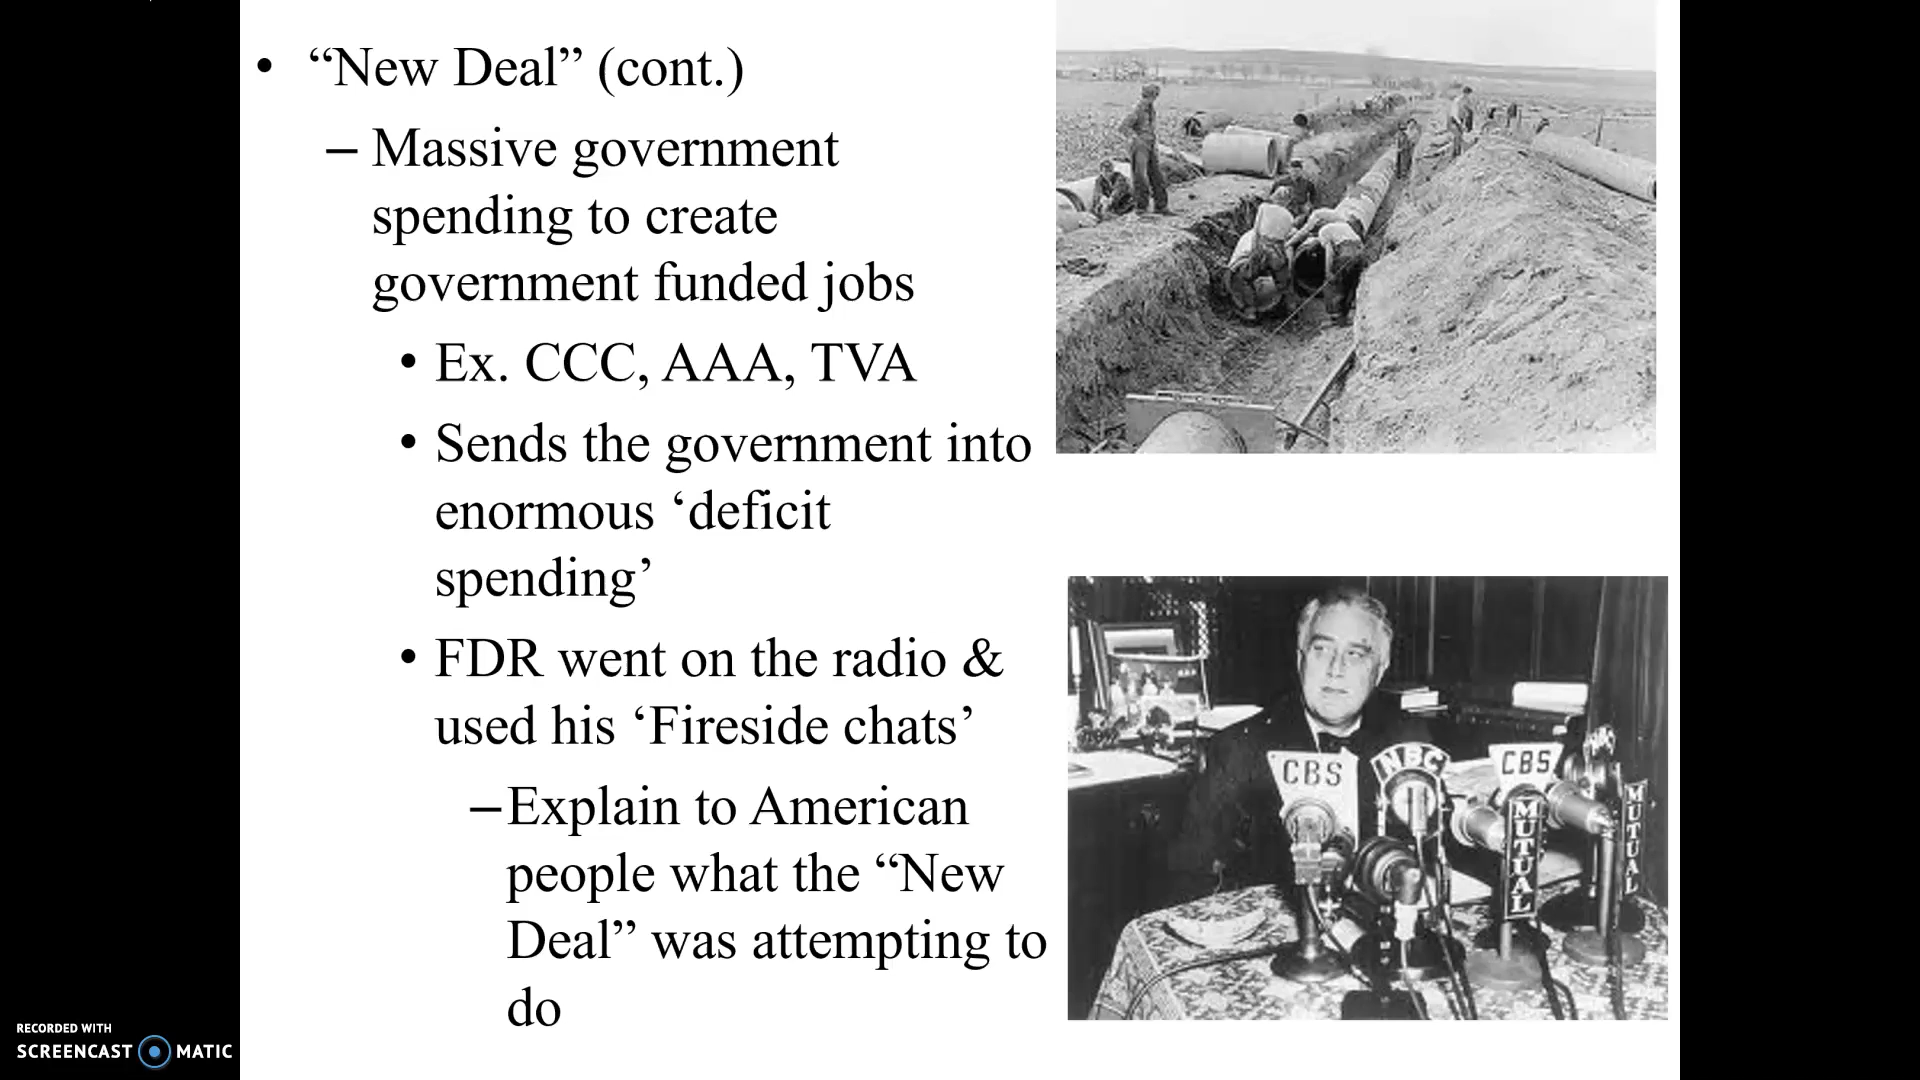 • “New Deal” (cont.)
– Massive government
spending to create
government funded jobs
• Ex. CCC, AAA, TVA
• Sends the government into
enormous ‘deficit
spending’
• FDR went on the radio &
used his ‘Fireside chats’
–Explain to American
people what the “New
Deal” was attempting to
do
CBS
NBC
CBS
MUTUAL
MUTUAL
RECORDED WITH
SCREENCAST MATIC